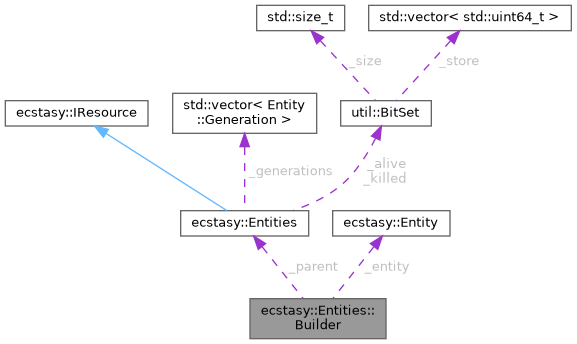 std::size_t
std::vector< std::uint64_t >
_size
_store
ecstasy::IResource
std::vector< Entity
::Generation >
util::BitSet
_generations
_alive
_killed
ecstasy::Entities
ecstasy::Entity
_parent
_entity
ecstasy::Entities::
Builder